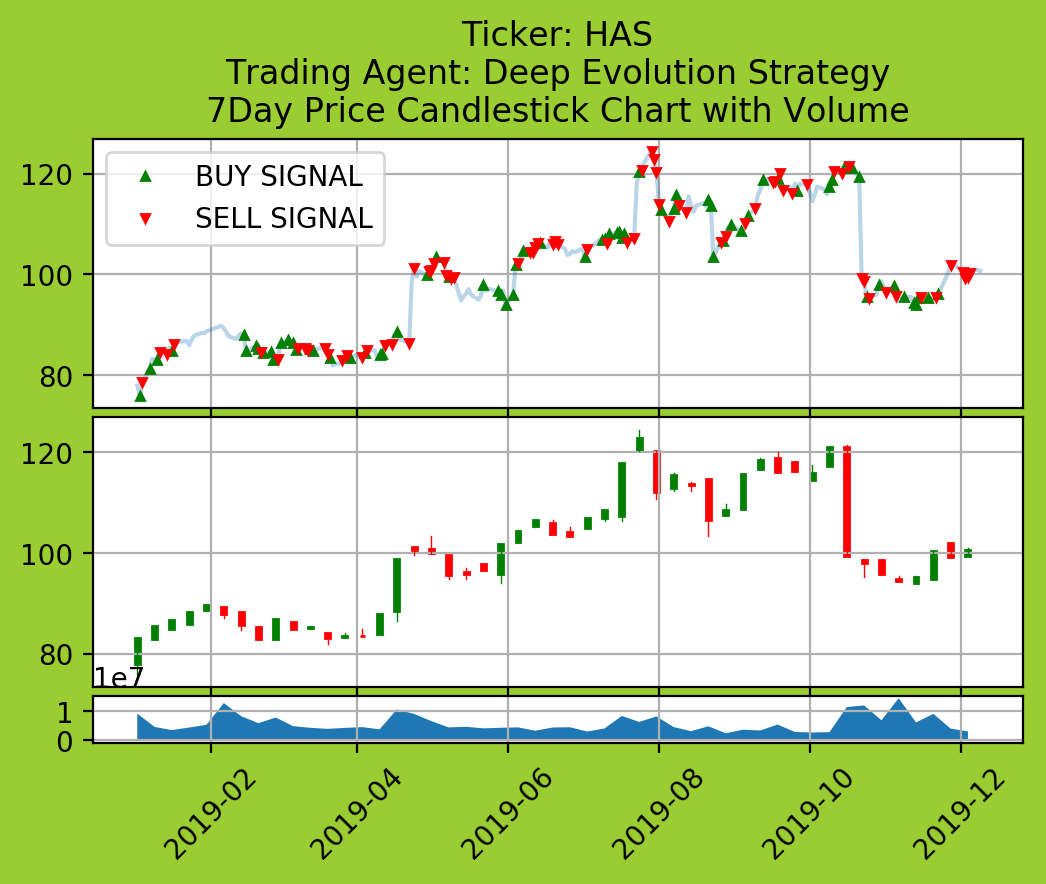 Ticker: HAS
Trading Agent: Deep Evolution Strategy
7Day Price Candlestick Chart with Volume
BUY SIGNAL
SELL SIGNAL
120
100
80
120
100
80
1e7
1
0
2019-02
2019-04
2019-06
2019-08
2019-10
2019-12